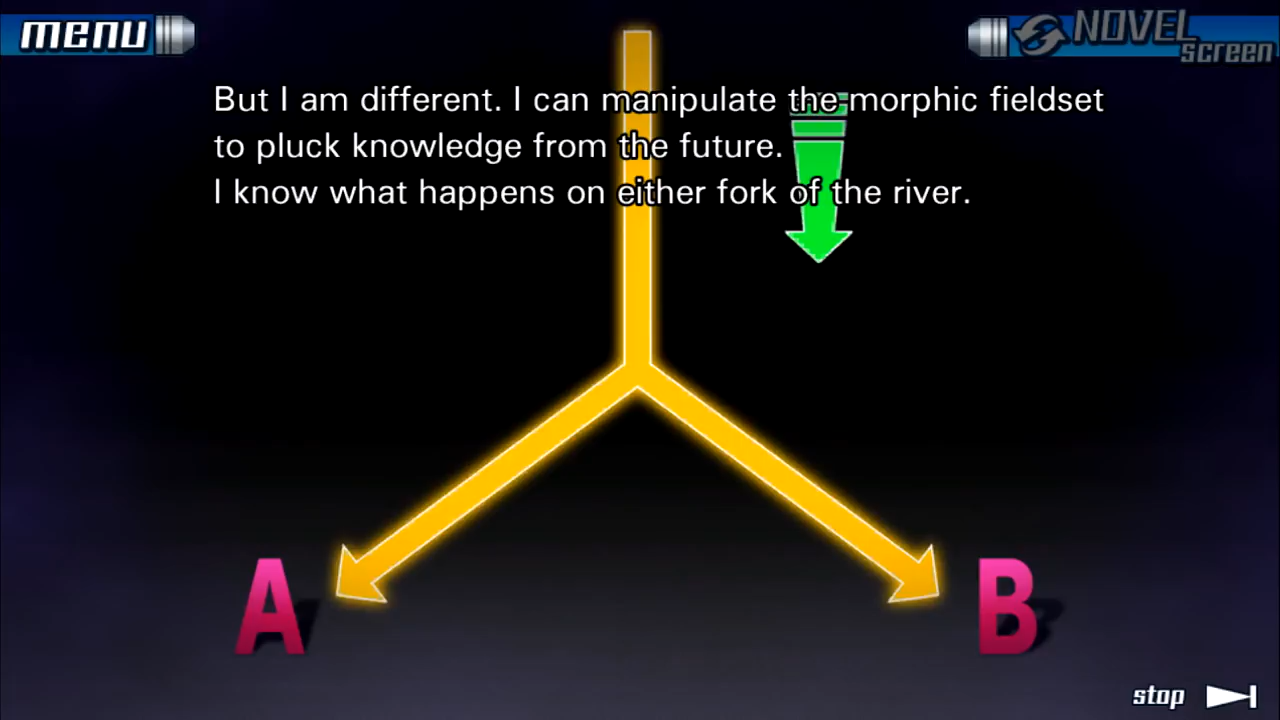 menu
NOVEL
screen
But I am different. I can manipulate the morphic fieldset
to pluck knowledge from the future.
I know what happens on either fork of the river.
A
B
stop